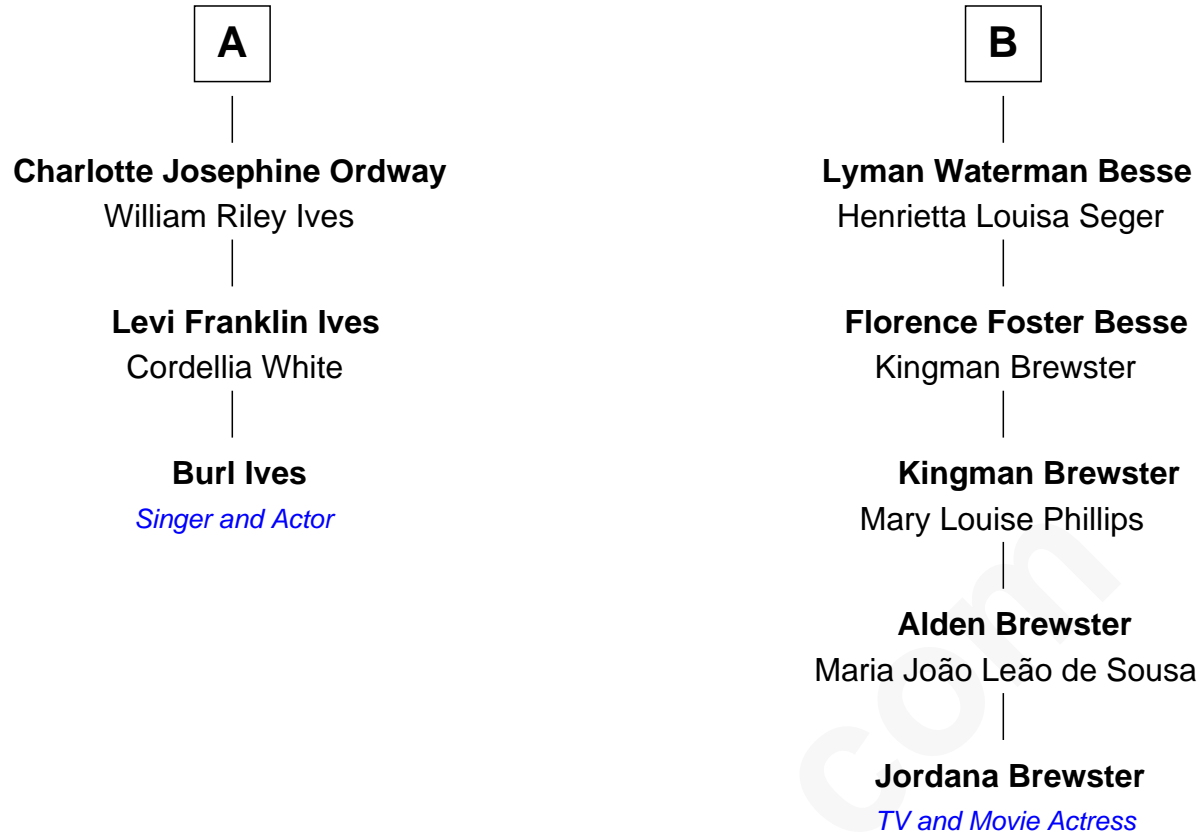 A
Charlotte Josephine Ordway
William Riley Ives
Levi Franklin Ives
Cordellia White
Burl Ives
Singer and Actor
B
Lyman Waterman Besse
Henrietta Louisa Seger
Florence Foster Besse
Kingman Brewster
Kingman Brewster
Mary Louise Phillips
Alden Brewster
Maria João Leão de Sousa
Jordana Brewster
TV and Movie Actress
com